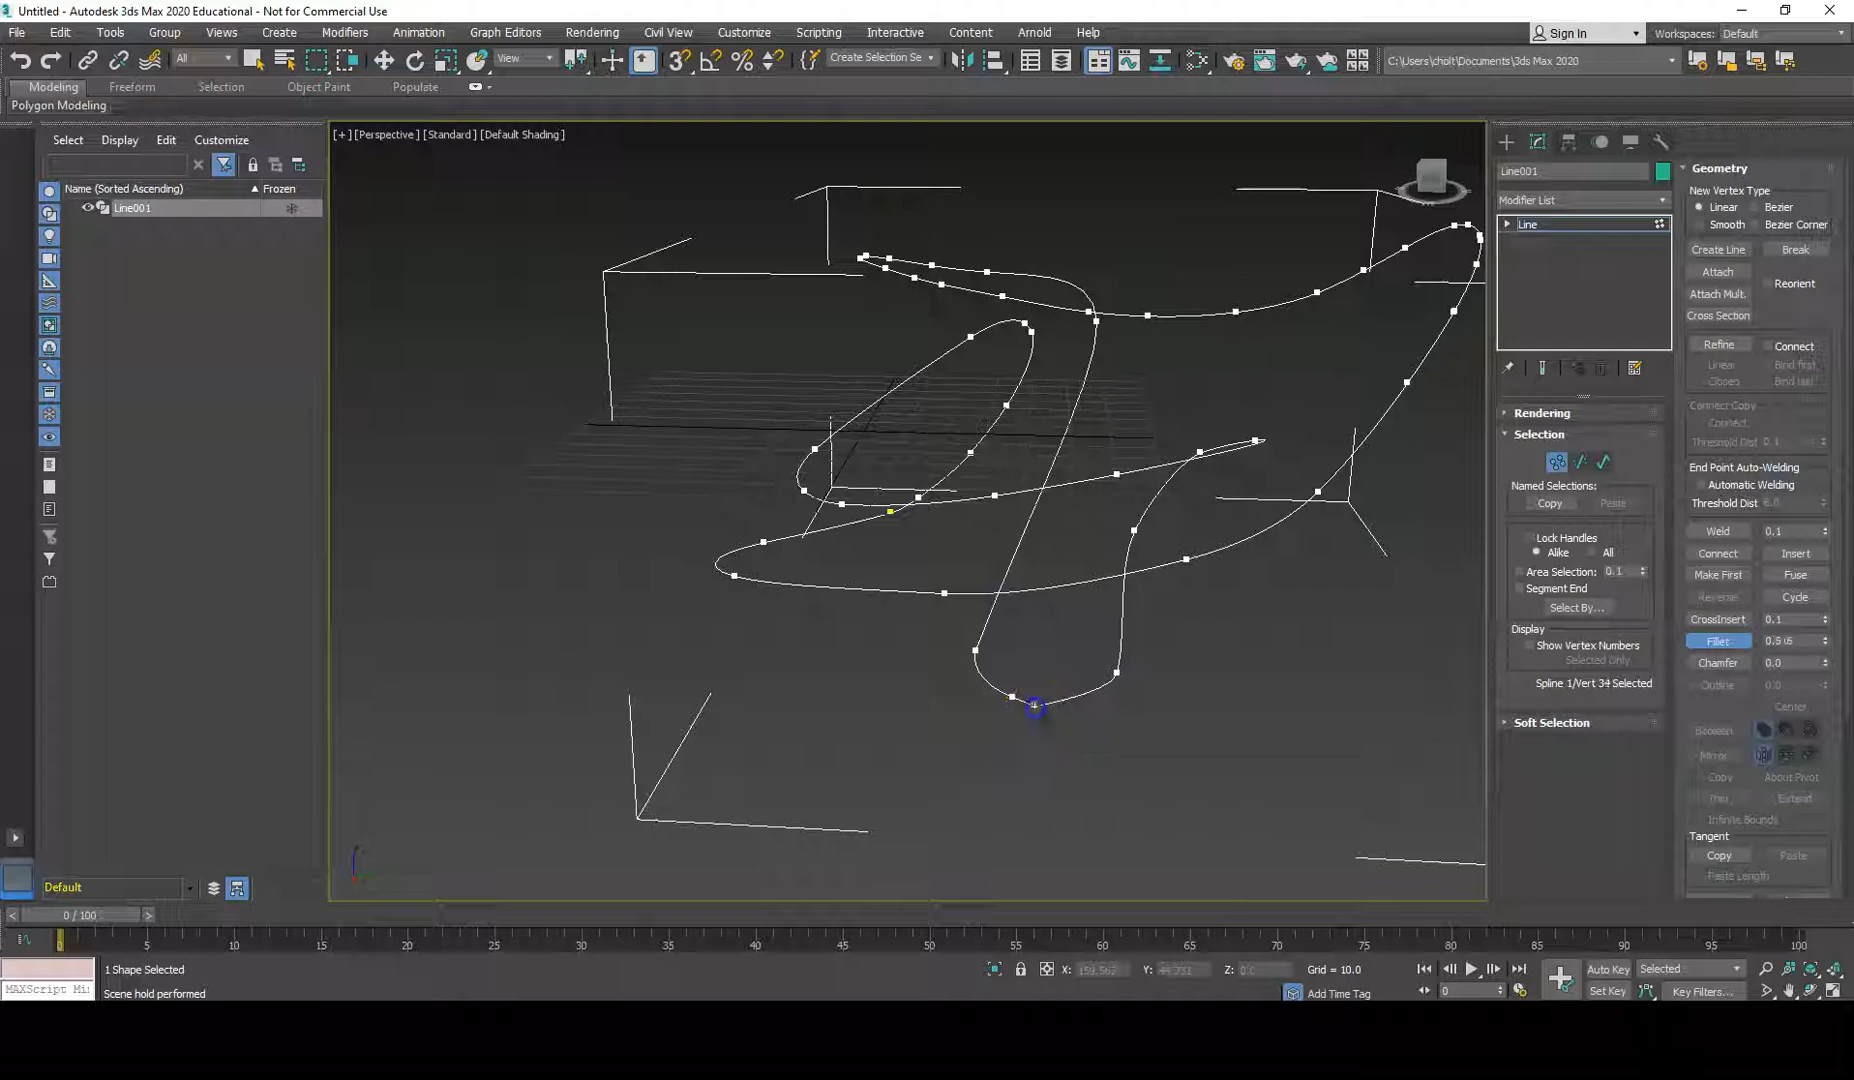 Untitled - Autodesk 3ds Max 2020 Educational - Not for Commercial Use
File Edit Tools Group Views Create Modifiers Animation Graph Editors Rendering Civil View Customize Scripting Interactive Content Arnold Help
Sign In Workspaces: Default
All View Create Selection Se C:\Users\cholt\Documents\3ds Max 2020
Modeling Freeform Selection Object Paint Populate
Polygon Modeling
Select Display Edit Customize
Name (Sorted Ascending) Frozen
Line001
[+] [Perspective] [Standard] [Default Shading]
Line001
Modifier List
Line
Rendering
Selection
Named Selections:
Copy Paste
Lock Handles
Alike All
Area Selection: 0.1
Segment End
Select By...
Display
Show Vertex Numbers
Selected Only
Spline 1/Vert 34 Selected
Soft Selection
Geometry
New Vertex Type
Linear Bezier
Smooth Bezier Corner
Create Line Break
Attach
Reorient
Attach Mult.
Cross Section
Refine Connect
Linear Bind first
Closed Bind last
Connect Copy
Connect
Threshold Dist 0.1
End Point Auto-Welding
Automatic Welding
Threshold Dist 6.0
Weld 0.1
Connect Insert
Make First Fuse
Reverse Cycle
CrossInsert 0.1
Fillet
Chamfer 0.0
Outline 0.0
Center
Boolean
Mirror
Copy About Pivot
Trim Extend
Infinite Bounds
Tangent
Copy Paste
Paste Length
Default
0 / 100
0 5 10 15 20 25 30 35 40 45 50 55 60 65 70 75 80 85 90 95 100
1 Shape Selected
X: Y: Z: 0.0 Grid = 10.0
Auto Key Selected
MAXScript Mi
Scene hold performed
Add Time Tag
0
Set Key Key Filters...